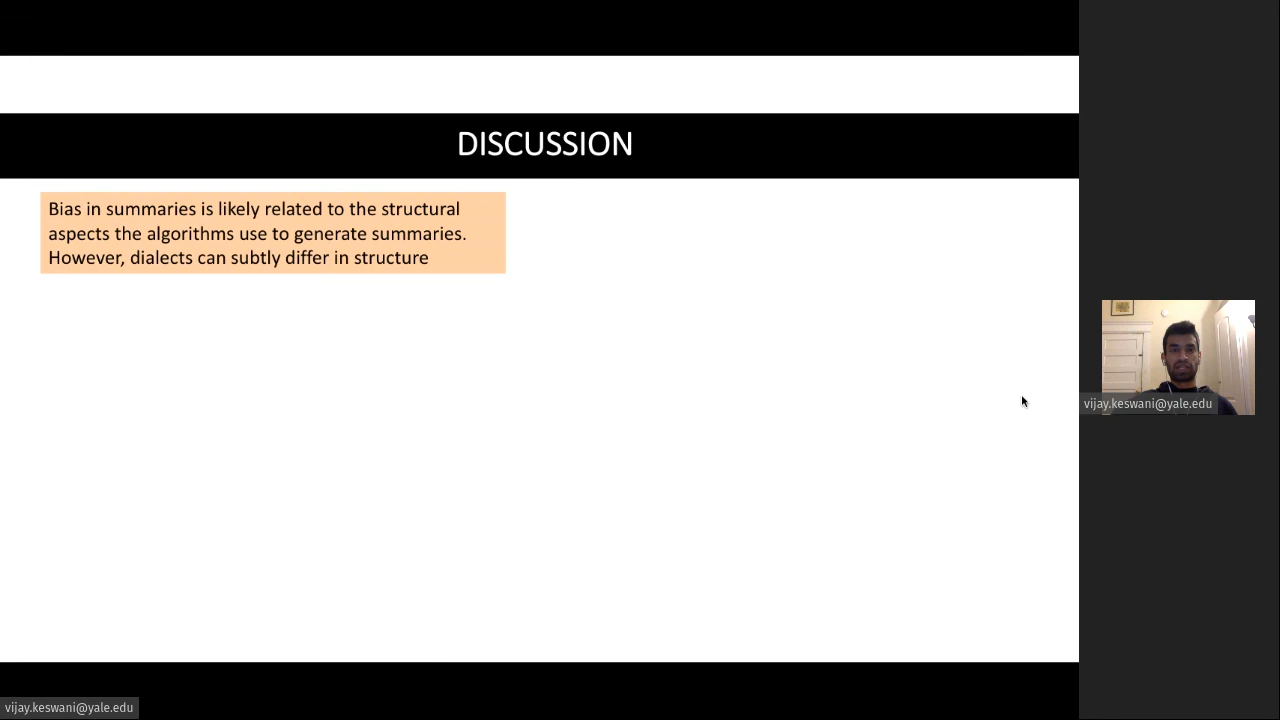 DISCUSSION
Bias in summaries is likely related to the structural
aspects the algorithms use to generate summaries.
However, dialects can subtly differ in structure
vijay.keswani@yale.edu
vijay.keswani@yale.edu